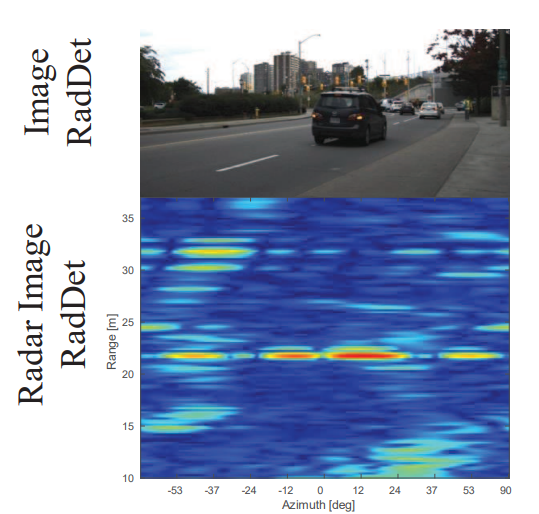 Image
RadDet
Radar Image
RadDet
35
30
25
20
15
10
Range [m]
-53 -37 -24 -12 0 12 24 37 53 90
Azimuth [deg]